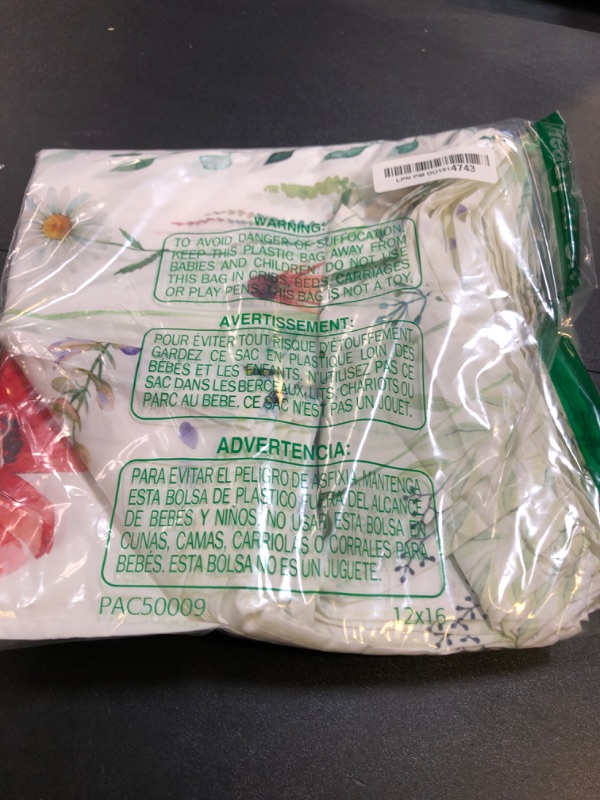 LPN PM DU1814743
WARNING:
TO AVOID DANGER OF SUFFOCATION,
KEEP THIS PLASTIC BAG AWAY FROM
BABIES AND CHILDREN. DO NOT USE
THIS BAG IN CRIBS, BEDS, CARRIAGES
OR PLAY PENS. THIS BAG IS NOT A TOY.
AVERTISSEMENT:
POUR ÉVITER TOUT RISQUE D'ÉTOUFFEMENT,
GARDEZ CE SAC EN PLASTIQUE LOIN DES
BÉBÉS ET LES ENFANTS. N'UTILISEZ PAS CE
SAC DANS LES BERCEAUX, LITS, CHARIOTS OU
PARC AU BEBE. CE SAC N'EST PAS UN JOUET.
ADVERTENCIA:
PARA EVITAR EL PELIGRO DE ASFIXIA, MANTENGA
ESTA BOLSA DE PLASTICO FUERA DEL ALCANCE
DE BEBÉS Y NIÑOS. NO USAR ESTA BOLSA EN
CUNAS, CAMAS, CARRIOLAS O CORRALES PARA
BEBÉS. ESTA BOLSA NO ES UN JUGUETE.
PAC50009
12x16